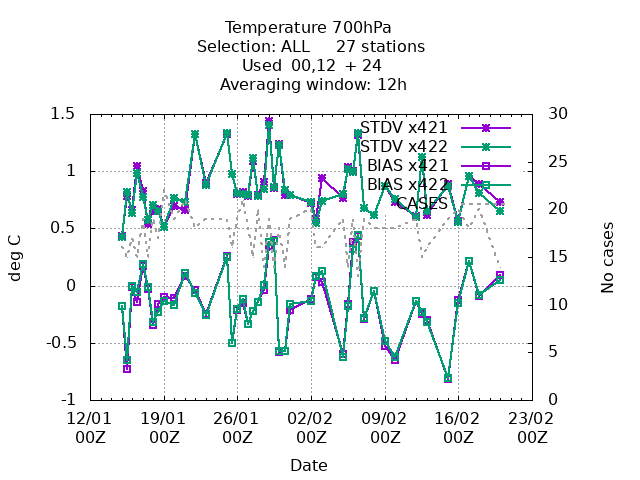 Temperature 700hPa
Selection: ALL     27 stations
Used  00,12  + 24
Averaging window: 12h
STDV x421
STDV x422
BIAS x421
BIAS x422
CASES
1.5
1
0.5
0
-0.5
-1
deg C
30
25
20
15
10
5
0
No cases
12/01 19/01 26/01 02/02 09/02 16/02 23/02
00Z 00Z 00Z 00Z 00Z 00Z 00Z
Date